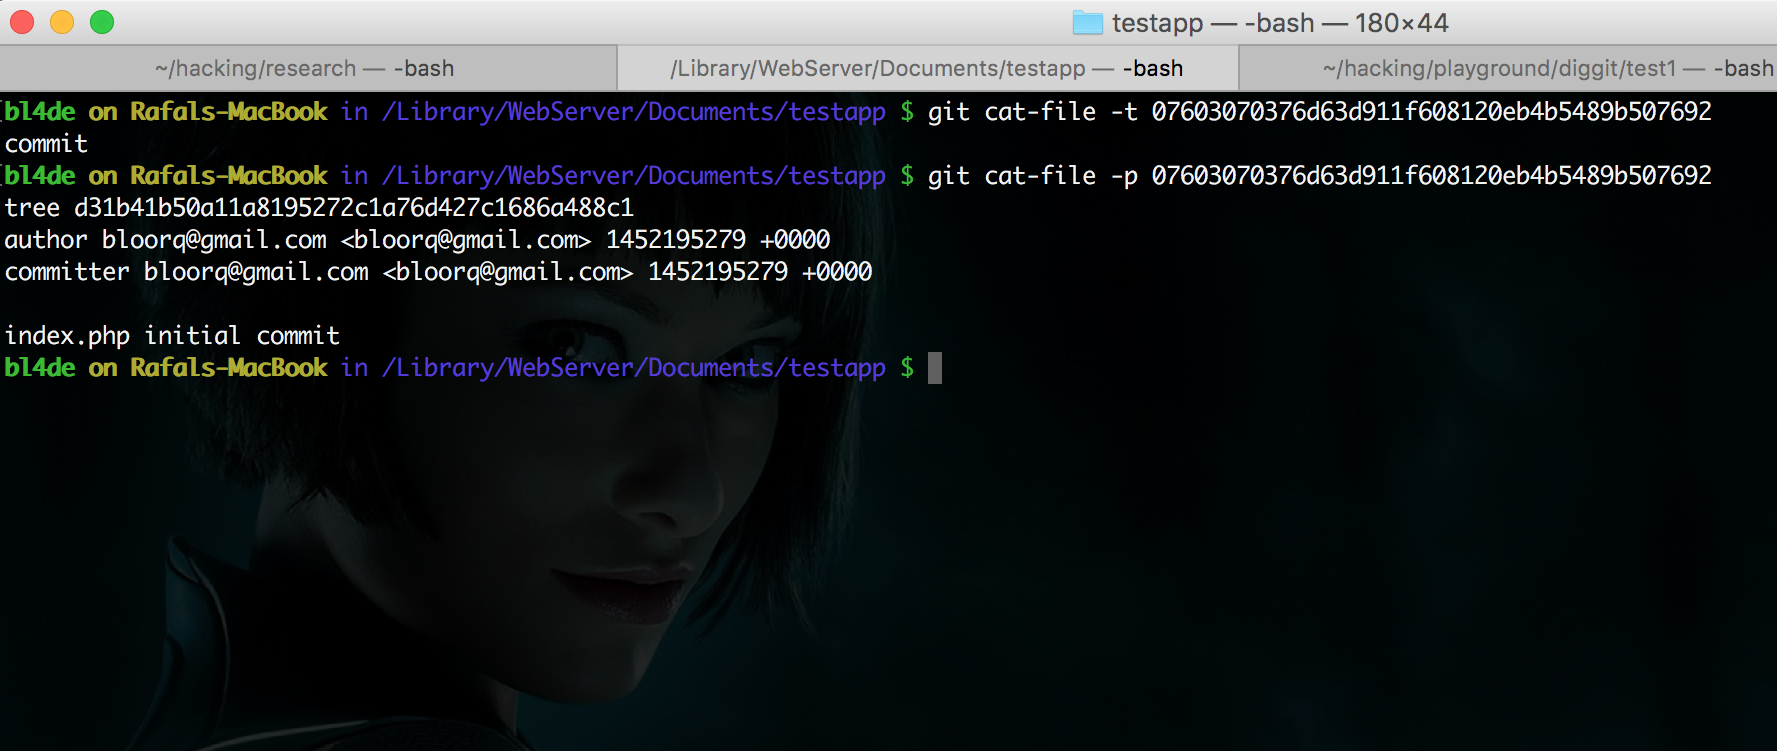 testapp — -bash — 180×44
~/hacking/research — -bash
/Library/WebServer/Documents/testapp — -bash
~/hacking/playground/diggit/test1 — -bash
[bl4de on Rafals-MacBook in /Library/WebServer/Documents/testapp $ git cat-file -t 07603070376d63d911f608120eb4b5489b507692
commit
[bl4de on Rafals-MacBook in /Library/WebServer/Documents/testapp $ git cat-file -p 07603070376d63d911f608120eb4b5489b507692
tree d31b41b50a11a8195272c1a76d427c1686a488c1
author bloorq@gmail.com <bloorq@gmail.com> 1452195279 +0000
committer bloorq@gmail.com <bloorq@gmail.com> 1452195279 +0000
index.php initial commit
bl4de on Rafals-MacBook in /Library/WebServer/Documents/testapp $